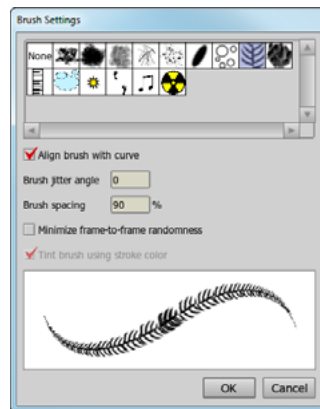 Brush Settings
None
Align brush with curve
Brush jitter angle 0
Brush spacing 90 %
Minimize frame-to-frame randomness
Tint brush using stroke color
OK Cancel